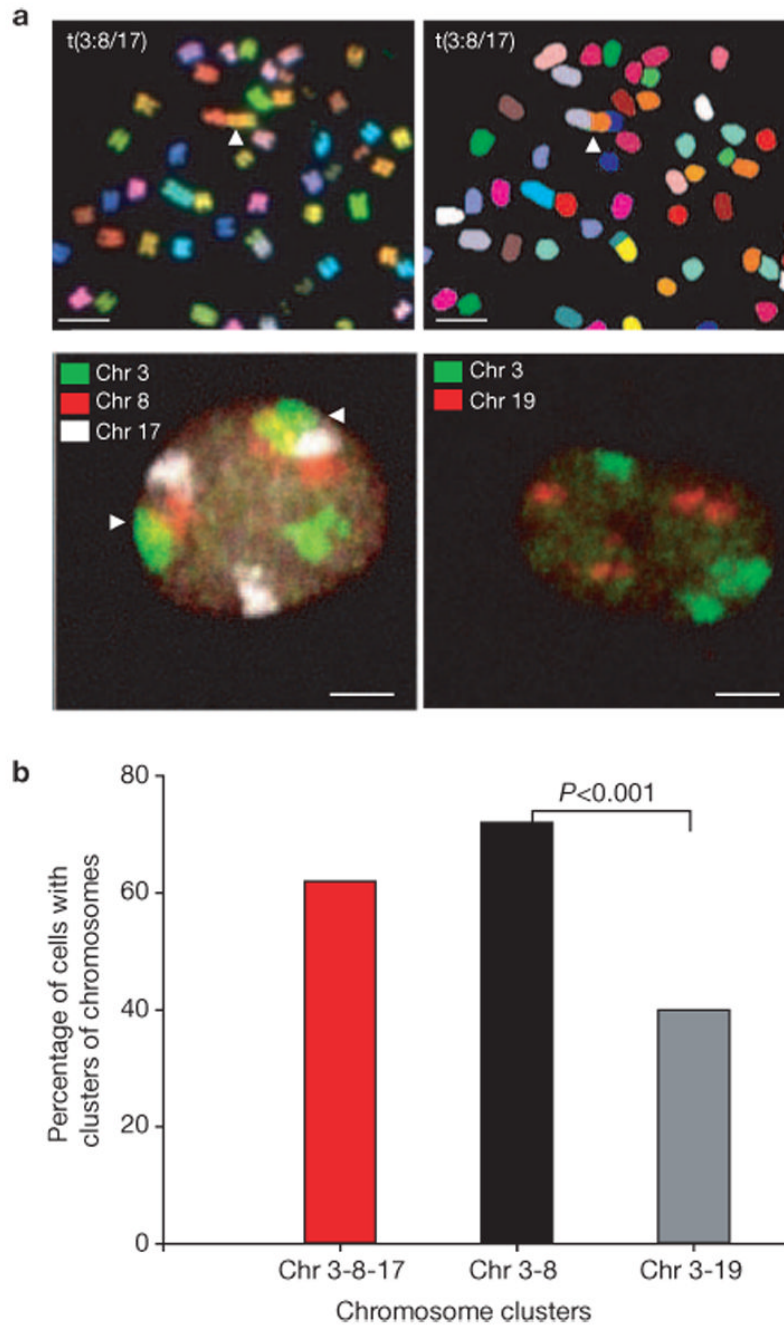 a
t(3:8/17)
t(3:8/17)
Chr 3
Chr 8
Chr 17
Chr 3
Chr 19
b
80
60
40
20
0
Percentage of cells with
clusters of chromosomes
P<0.001
Chr 3-8-17
Chr 3-8
Chr 3-19
Chromosome clusters